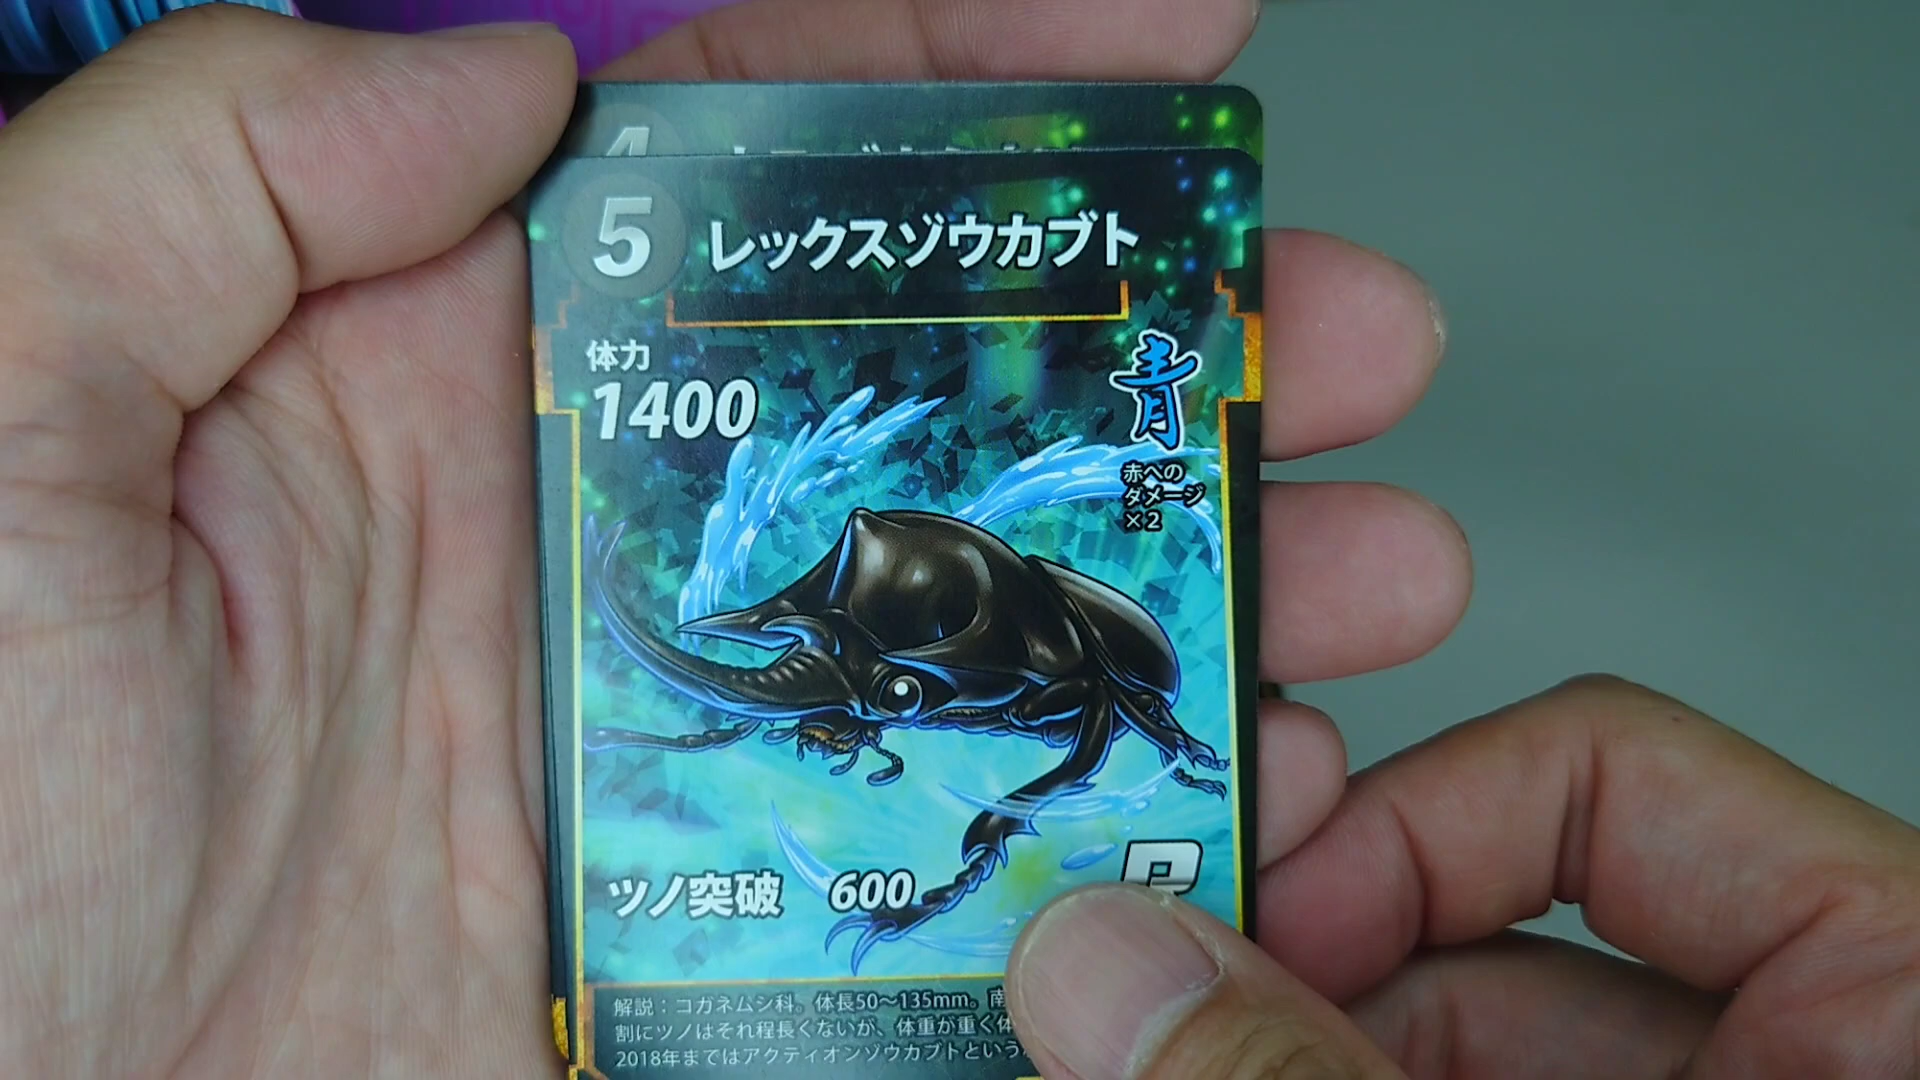 4
5 レックスゾウカブト
体力
1400
青
赤への
ダメージ
×2
ツノ突破 600
解説：コガネムシ科。体長50〜135mm。南
割にツノはそれ程長くないが、体重が重く体
2018年まではアクティオンゾウカブトという